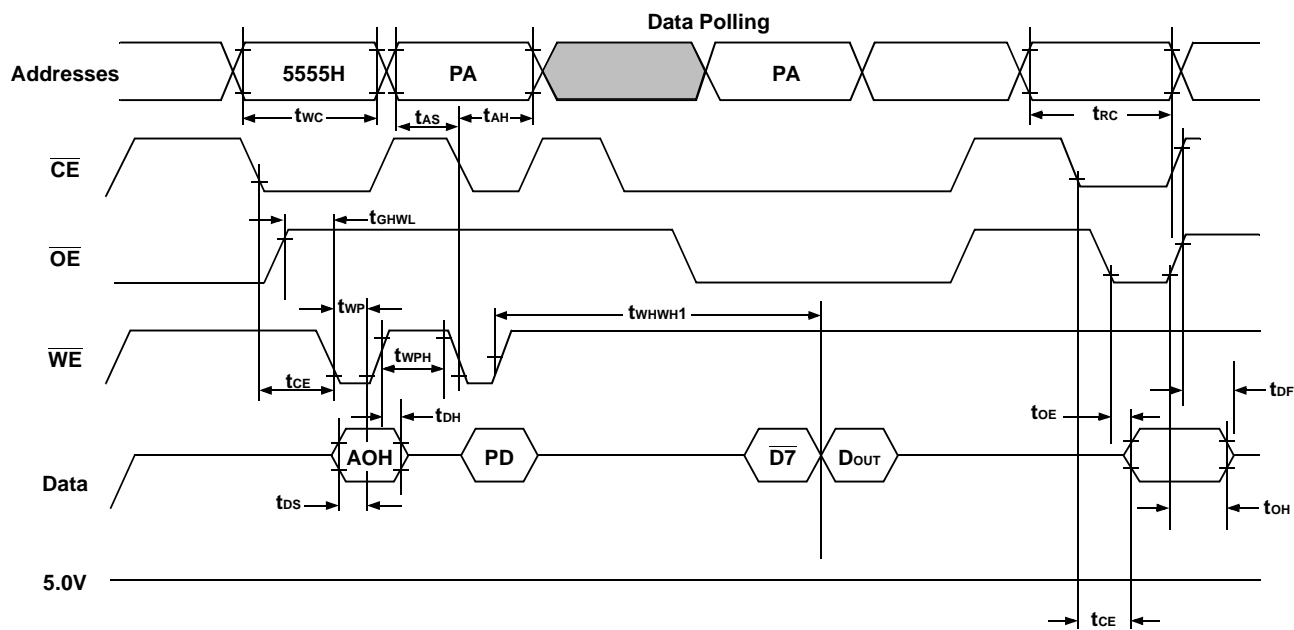 Data Polling
Addresses
5555H
PA
PA
tWC
tAS
tAH
tRC
CE
tGHWL
OE
tWP
tWHWH1
WE
tWPH
tCE
tDF
tOE
tDH
AOH
PD
D7
DOUT
Data
tDS
tOH
5.0V
tCE